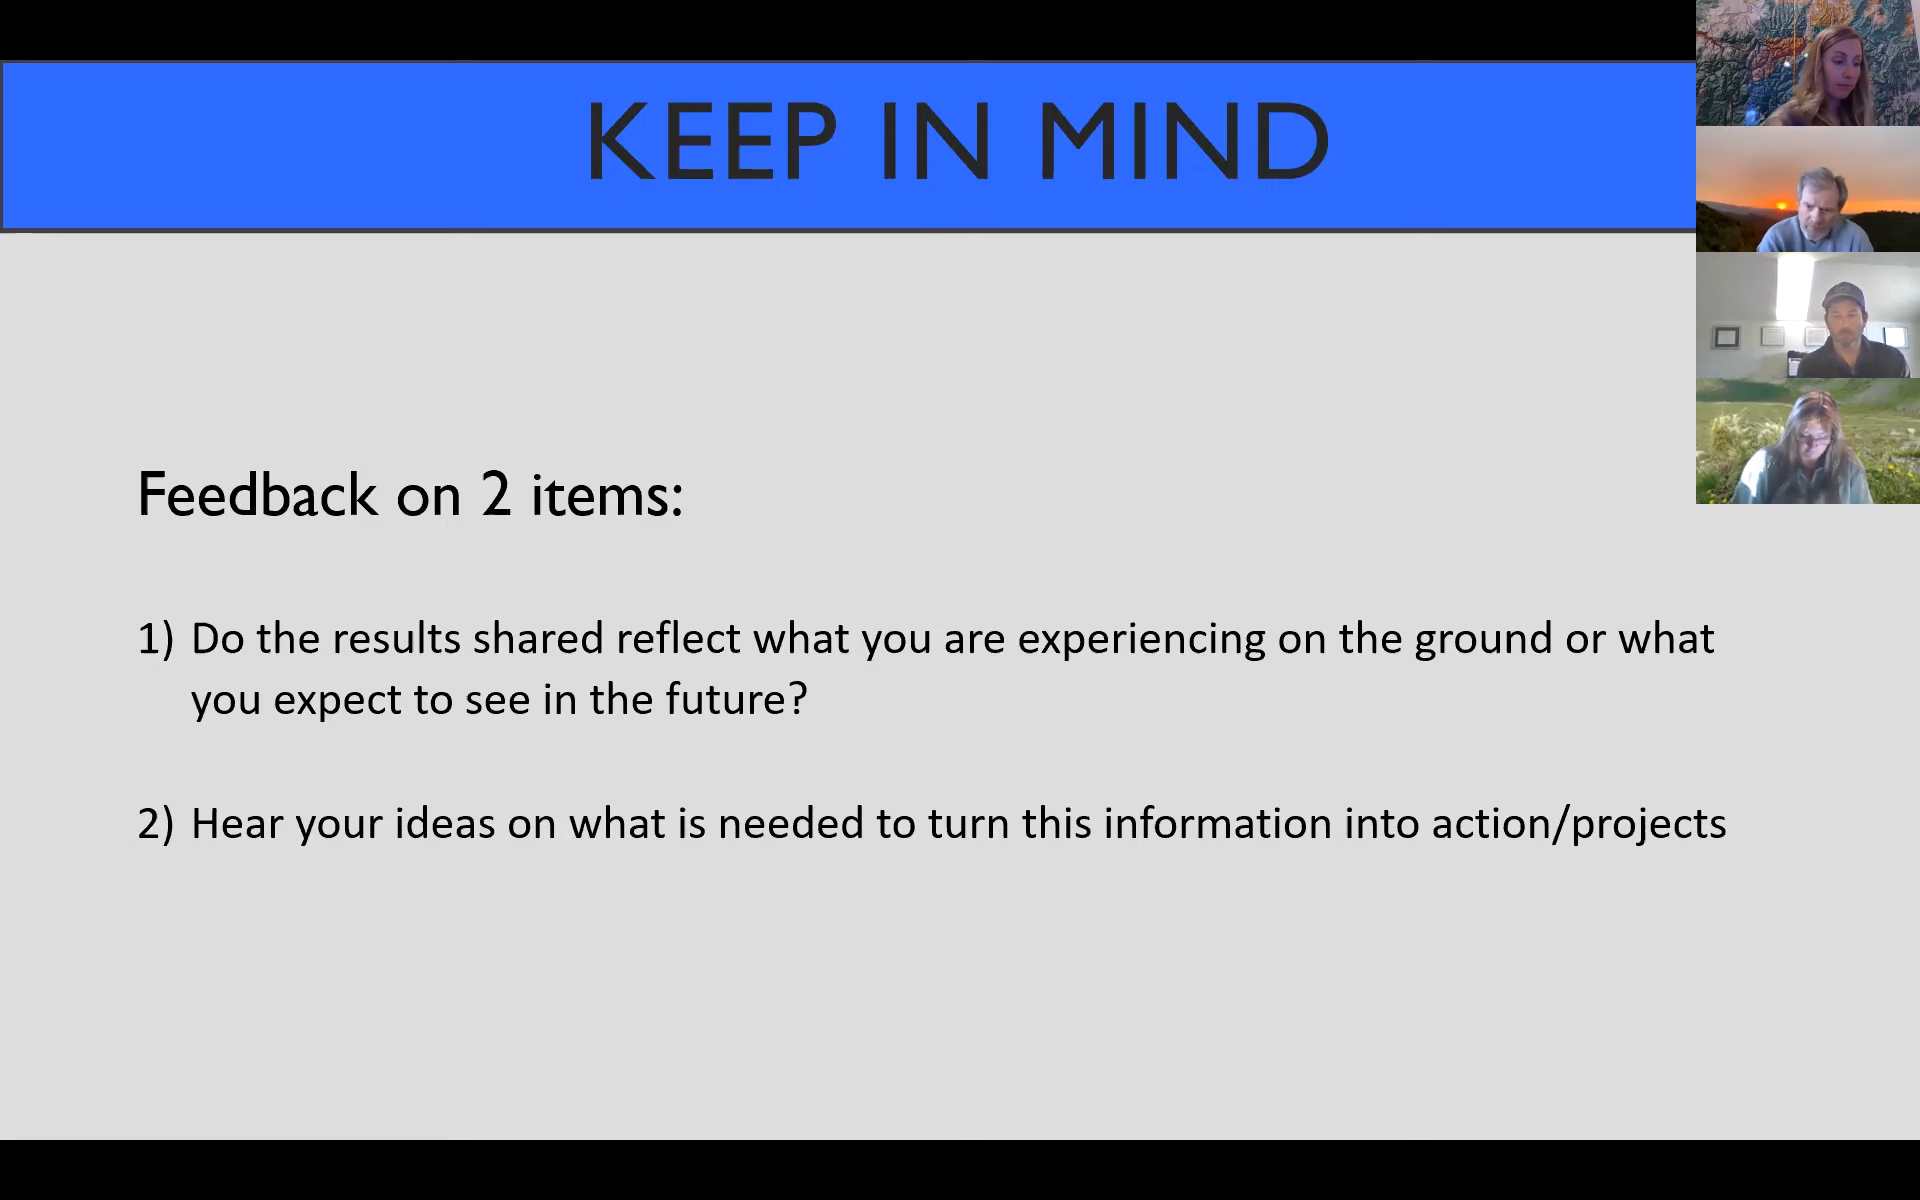 KEEP IN MIND
Feedback on 2 items:
1) Do the results shared reflect what you are experiencing on the ground or what
you expect to see in the future?
2) Hear your ideas on what is needed to turn this information into action/projects